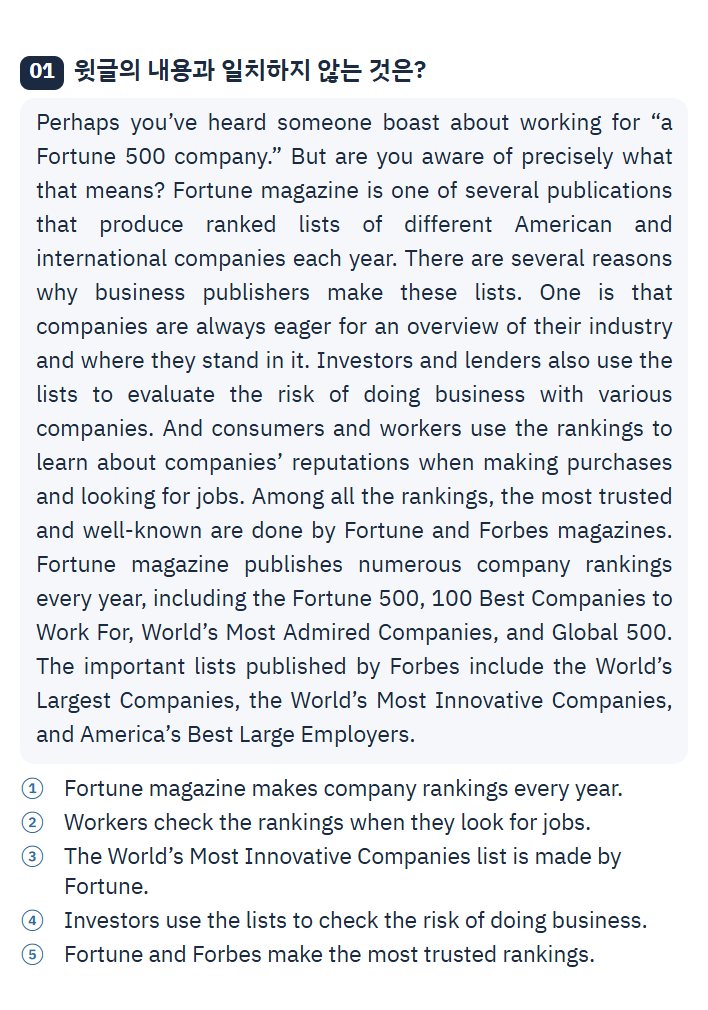 01 윗글의 내용과 일치하지 않는 것은?
Perhaps you’ve heard someone boast about working for “a
Fortune 500 company.” But are you aware of precisely what
that means? Fortune magazine is one of several publications
that produce ranked lists of different American and
international companies each year. There are several reasons
why business publishers make these lists. One is that
companies are always eager for an overview of their industry
and where they stand in it. Investors and lenders also use the
lists to evaluate the risk of doing business with various
companies. And consumers and workers use the rankings to
learn about companies’ reputations when making purchases
and looking for jobs. Among all the rankings, the most trusted
and well-known are done by Fortune and Forbes magazines.
Fortune magazine publishes numerous company rankings
every year, including the Fortune 500, 100 Best Companies to
Work For, World’s Most Admired Companies, and Global 500.
The important lists published by Forbes include the World’s
Largest Companies, the World’s Most Innovative Companies,
and America’s Best Large Employers.
① Fortune magazine makes company rankings every year.
② Workers check the rankings when they look for jobs.
③ The World’s Most Innovative Companies list is made by
Fortune.
④ Investors use the lists to check the risk of doing business.
⑤ Fortune and Forbes make the most trusted rankings.